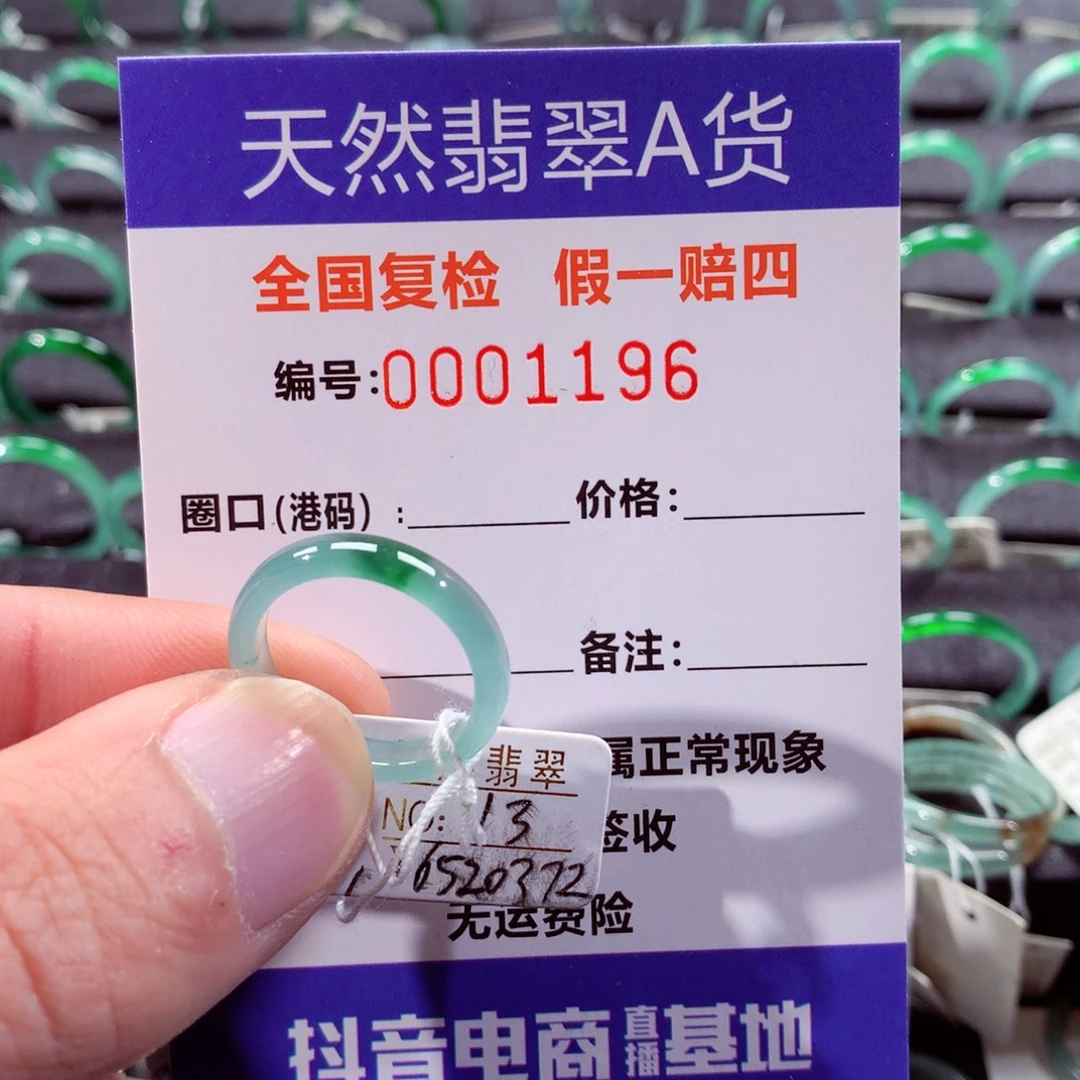 天然翡翠A货
全国复检 假一赔四
编号:0001196
圈口(港码): 价格:
备注:
属正常现象
签收
无运费险
翡翠
NO: 13
6520372
抖音电商直播基地